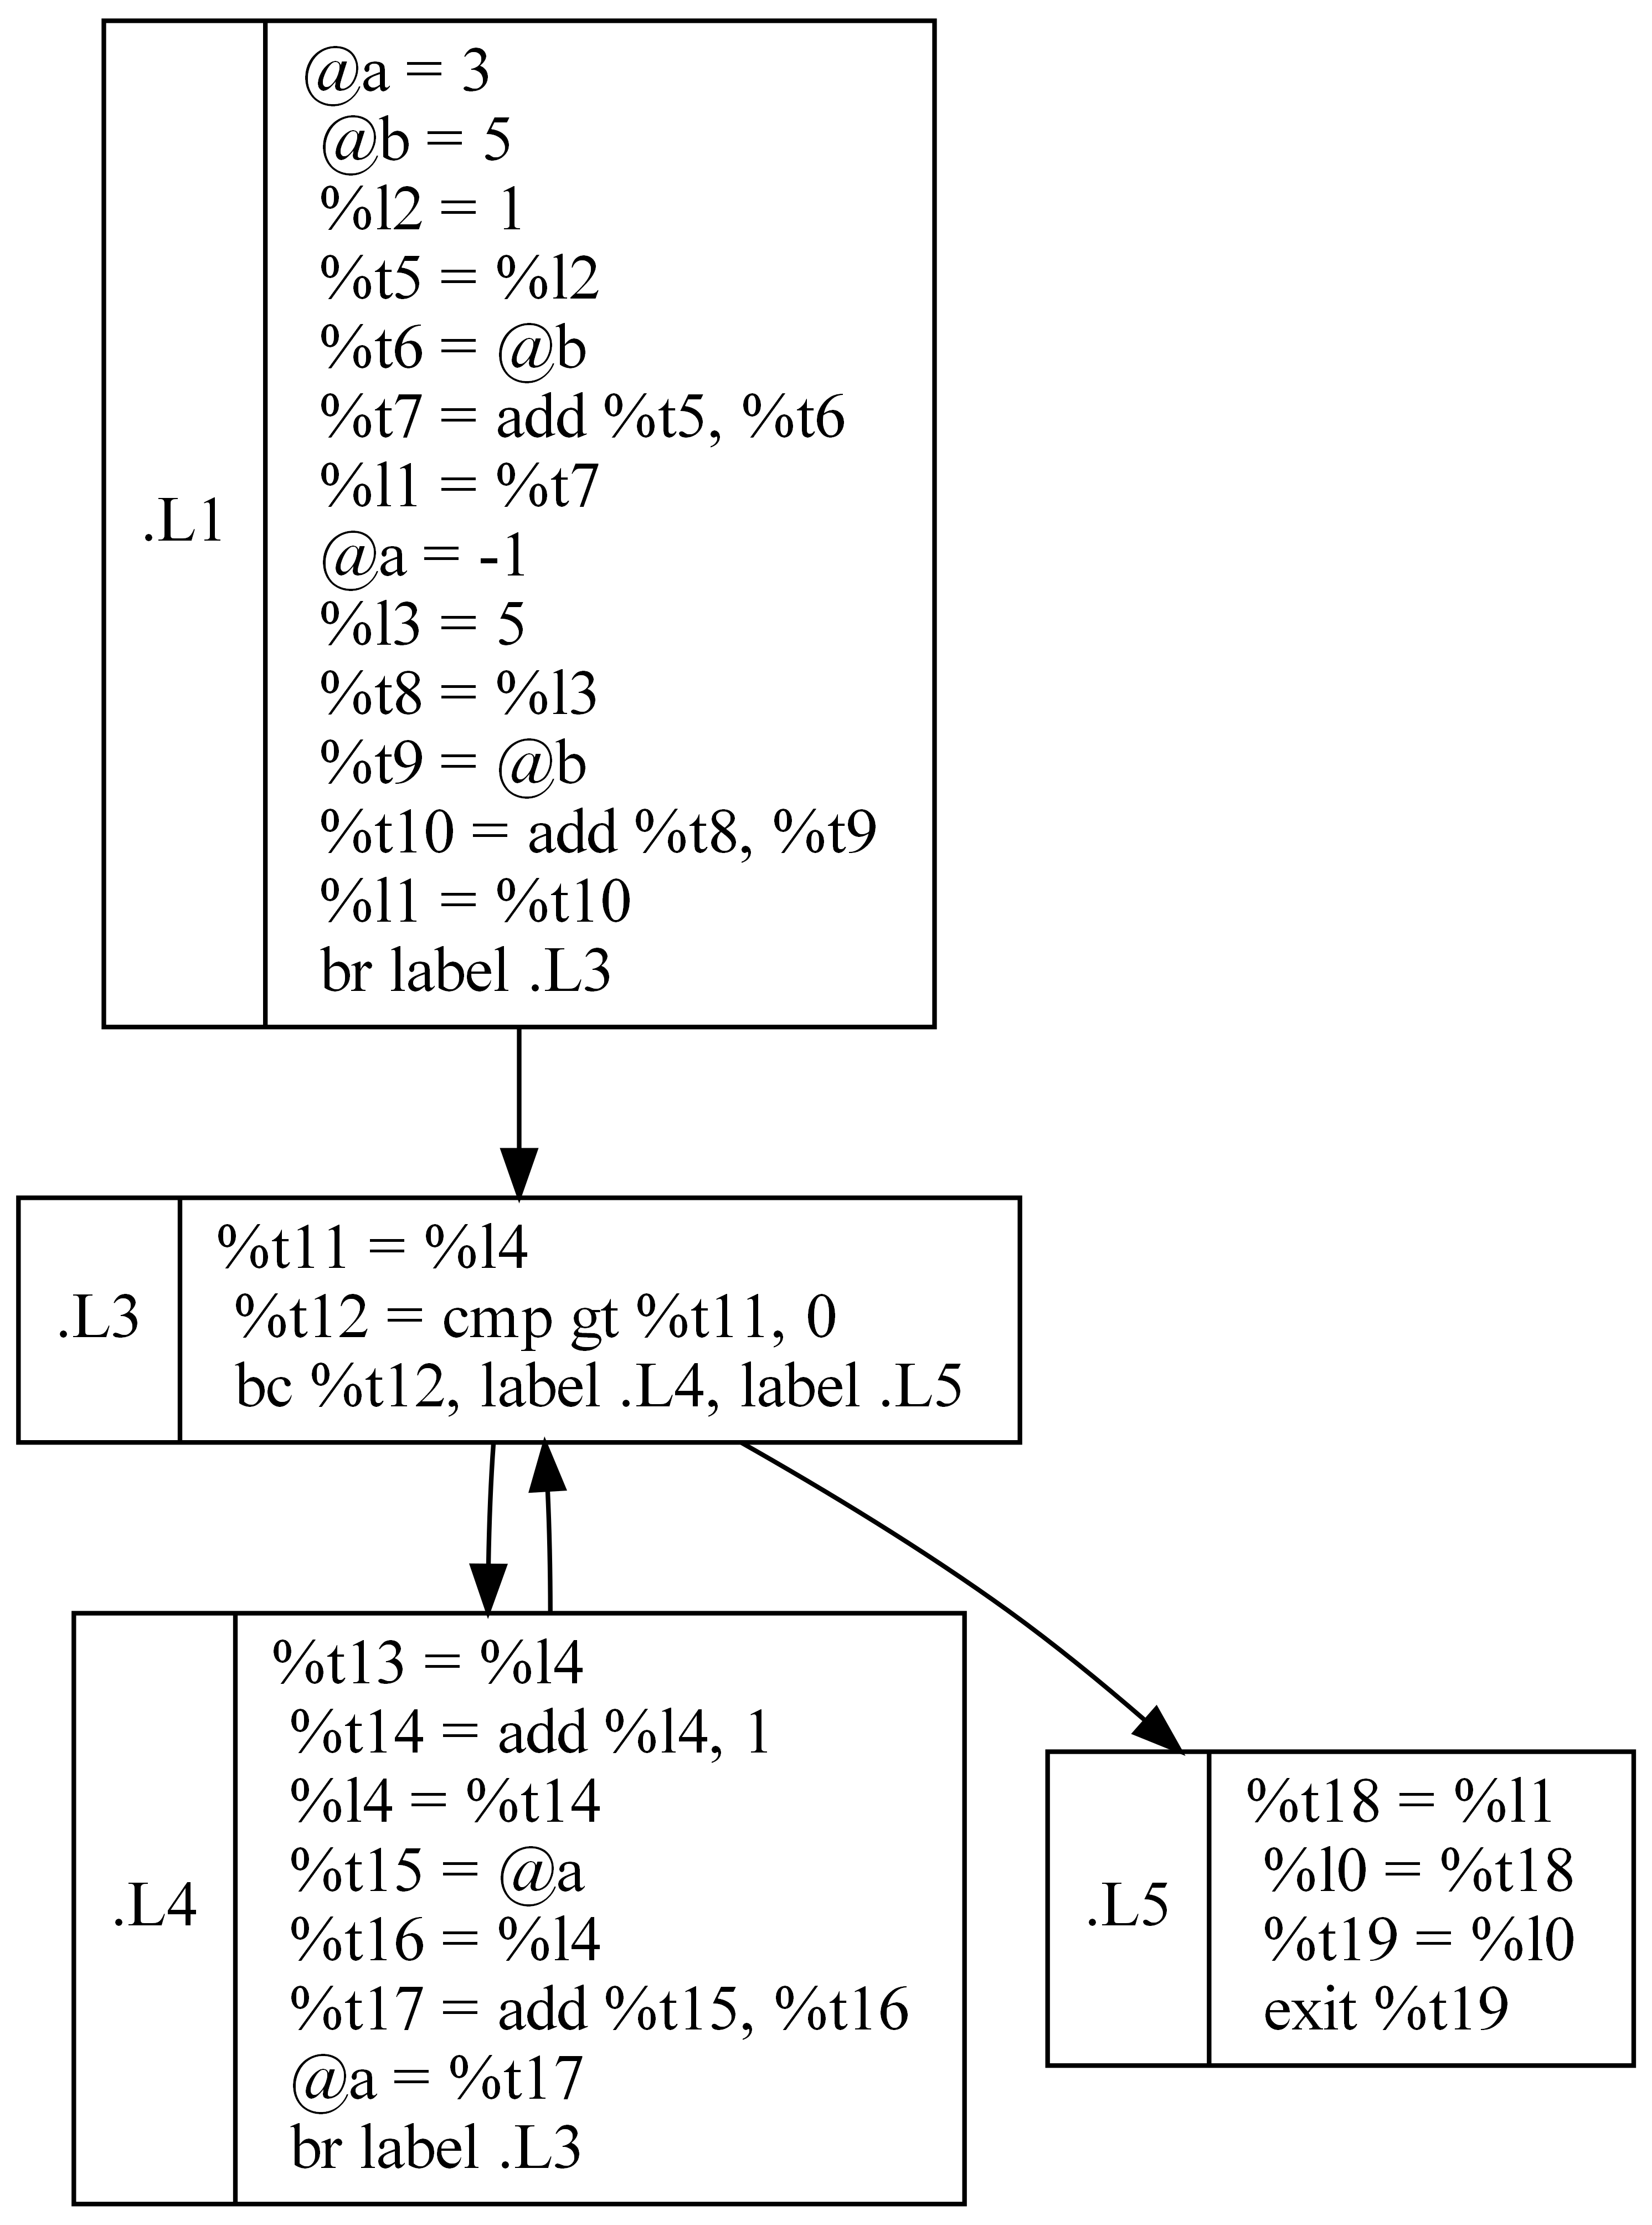 .L1
@a = 3
@b = 5
%l2 = 1
%t5 = %l2
%t6 = @b
%t7 = add %t5, %t6
%l1 = %t7
@a = -1
%l3 = 5
%t8 = %l3
%t9 = @b
%t10 = add %t8, %t9
%l1 = %t10
br label .L3
.L3
%t11 = %l4
%t12 = cmp gt %t11, 0
bc %t12, label .L4, label .L5
.L4
%t13 = %l4
%t14 = add %l4, 1
%l4 = %t14
%t15 = @a
%t16 = %l4
%t17 = add %t15, %t16
@a = %t17
br label .L3
.L5
%t18 = %l1
%l0 = %t18
%t19 = %l0
exit %t19